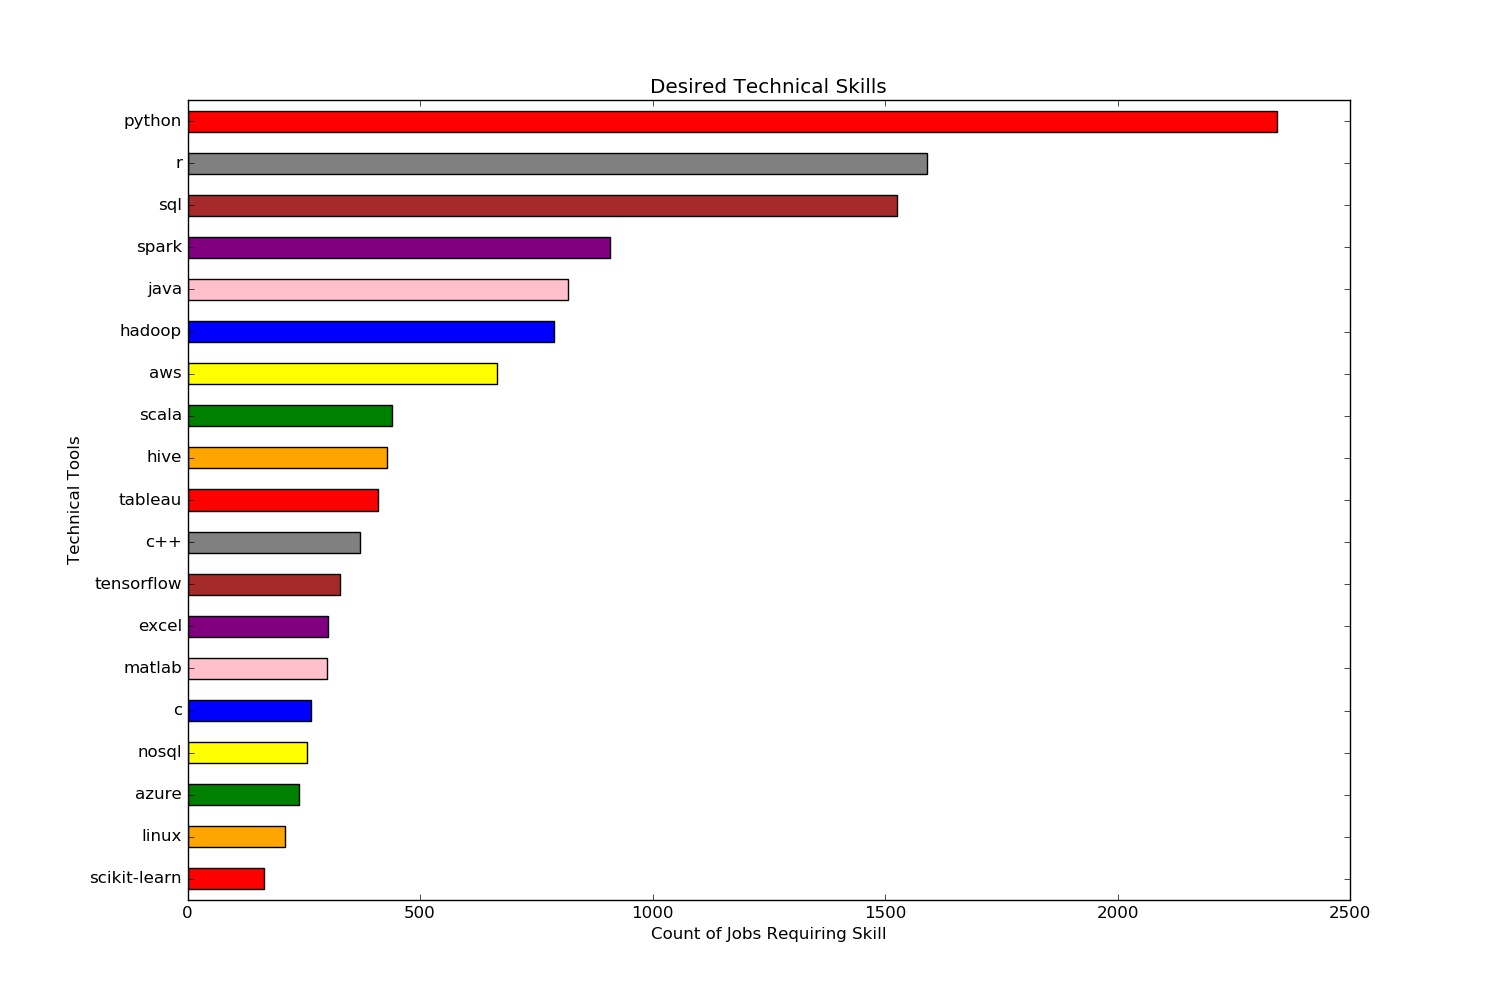 Desired Technical Skills
python
r
sql
spark
java
hadoop
aws
scala
hive
tableau
c++
tensorflow
excel
matlab
c
nosql
azure
linux
scikit-learn
Technical Tools
0 500 1000 1500 2000 2500
Count of Jobs Requiring Skill